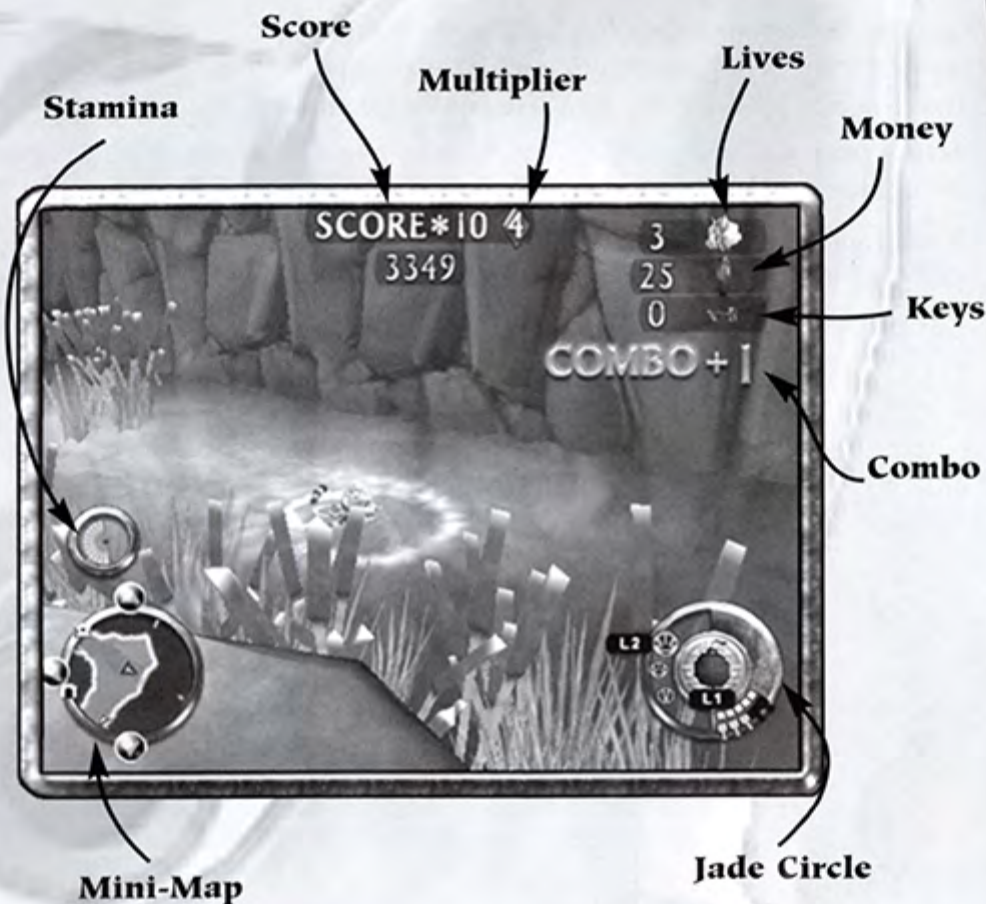 Score
Multiplier
Lives
Stamina
Money
SCORE*10 4
3
3349
25
0
Keys
COMBO + 1
Combo
L2
L1
Jade Circle
Mini-Map